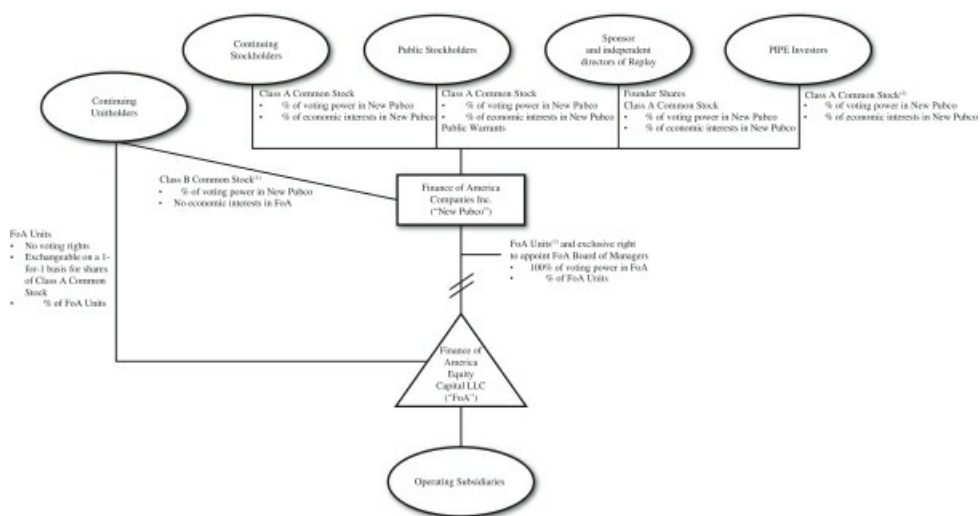 Continuing
Stockholders
Public Stockholders
Sponsor
and independent
directors of Replay
PIPE Investors
Continuing
Unitholders
Class A Common Stock
• % of voting power in New Pubco
• % of economic interests in New Pubco
Class A Common Stock
• % of voting power in New Pubco
• % of economic interests in New Pubco
Public Warrants
Founder Shares
Class A Common Stock
• % of voting power in New Pubco
• % of economic interests in New Pubco
Class A Common Stock
• % of voting power in New Pubco
• % of economic interests in New Pubco
Class B Common Stock(1)
• % of voting power in New Pubco
• No economic interests in FoA
Finance of America
Companies Inc.
("New Pubco")
FoA Units
• No voting rights
• Exchangeable on a 1-
for-1 basis for shares
of Class A Common
Stock
• % of FoA Units
FoA Units and exclusive right
to appoint FoA Board of Managers
• 100% of voting power in FoA
• % of FoA Units
Finance of
America
Equity
Capital LLC
("FoA")
Operating Subsidiaries